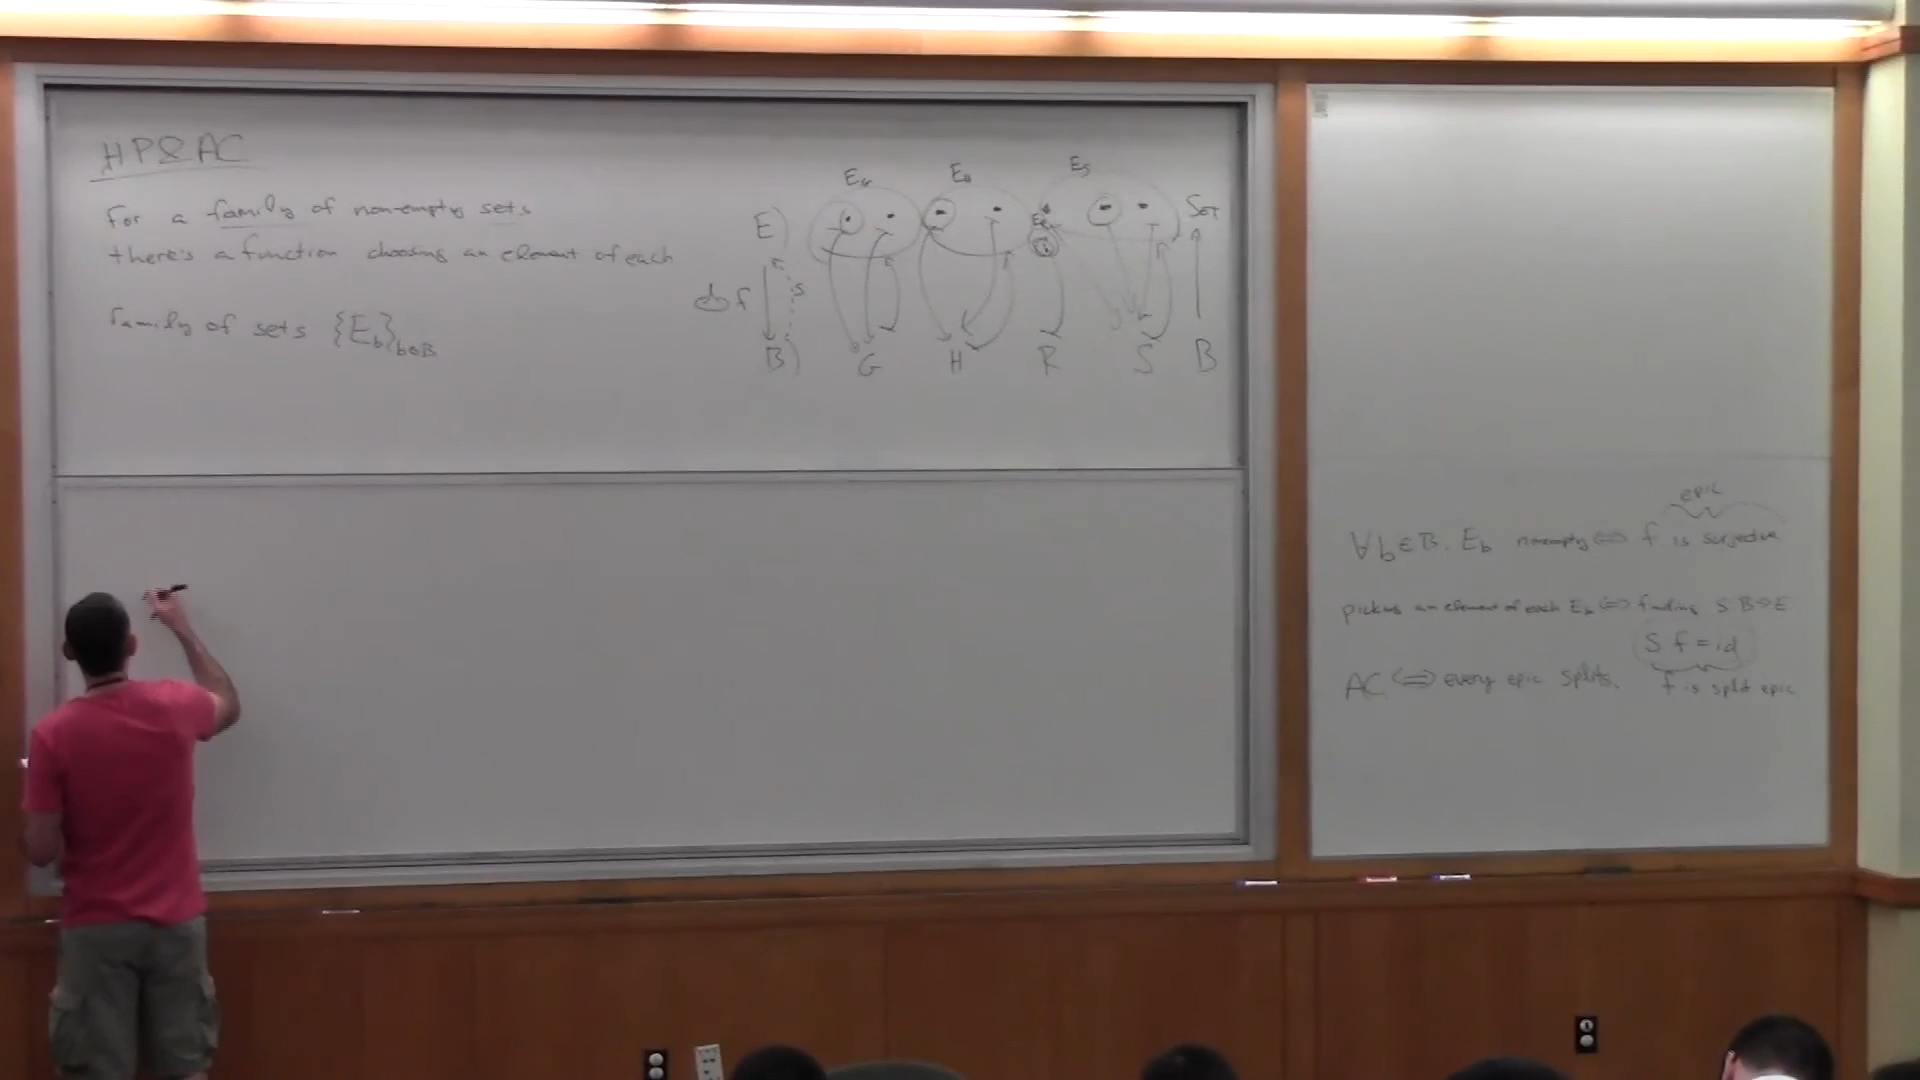 HP & AC
For a family of non-empty sets
there's a function choosing an element of each
family of sets {E_b}_{b∈B}
E_G E_H E_S
E) Set
f s
B) G H R S B
epic
∀b∈B. E_b nonempty ⟺ f is surjective
picking an element of each E_b ⟺ finding S B→E
S f = id
AC ⟺ every epic splits. f is split epic